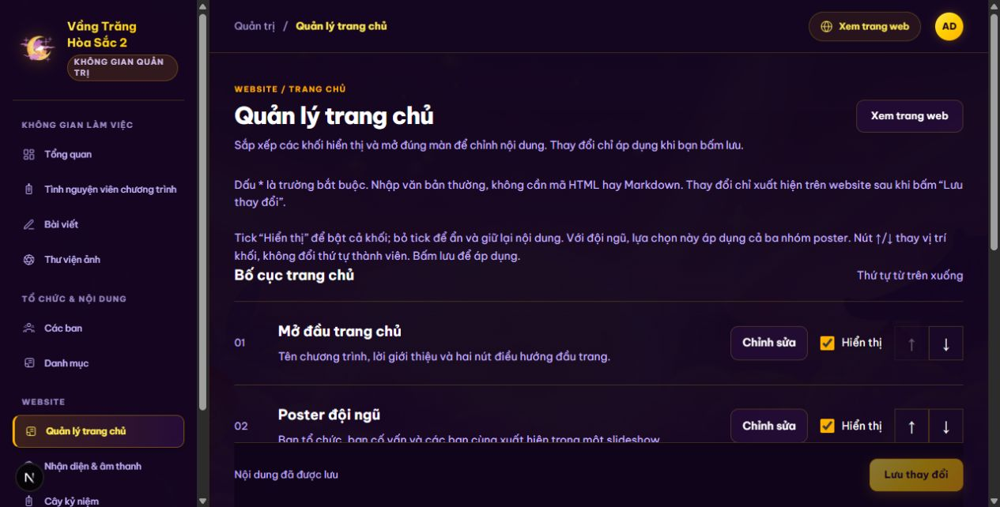 Vầng Trăng
Hòa Sắc 2
KHÔNG GIAN QUẢN
TRỊ
KHÔNG GIAN LÀM VIỆC
Tổng quan
Tình nguyện viên chương trình
Bài viết
Thư viện ảnh
TỔ CHỨC & NỘI DUNG
Các ban
Danh mục
WEBSITE
Quản lý trang chủ
Nhận diện & âm thanh
N
Cây kỷ niệm
Quản trị / Quản lý trang chủ
Xem trang web
AD
WEBSITE / TRANG CHỦ
Quản lý trang chủ
Xem trang web
Sắp xếp các khối hiển thị và mở đúng màn để chỉnh nội dung. Thay đổi chỉ áp dụng khi bạn bấm lưu.
Dấu * là trường bắt buộc. Nhập văn bản thường, không cần mã HTML hay Markdown. Thay đổi chỉ xuất hiện trên website sau khi bấm “Lưu
thay đổi”.
Tick “Hiển thị” để bật cả khối; bỏ tick để ẩn và giữ lại nội dung. Với đội ngũ, lựa chọn này áp dụng cả ba nhóm poster. Nút ↑/↓ thay vị trí
khối, không đổi thứ tự thành viên. Bấm lưu để áp dụng.
Bố cục trang chủ
Thứ tự từ trên xuống
01
Mở đầu trang chủ
Tên chương trình, lời giới thiệu và hai nút điều hướng đầu trang.
Chỉnh sửa
Hiển thị
↑ ↓
02
Poster đội ngũ
Ban tổ chức, ban cố vấn và các ban cùng xuất hiện trong một slideshow.
Chỉnh sửa
Hiển thị
↑ ↓
Nội dung đã được lưu
Lưu thay đổi